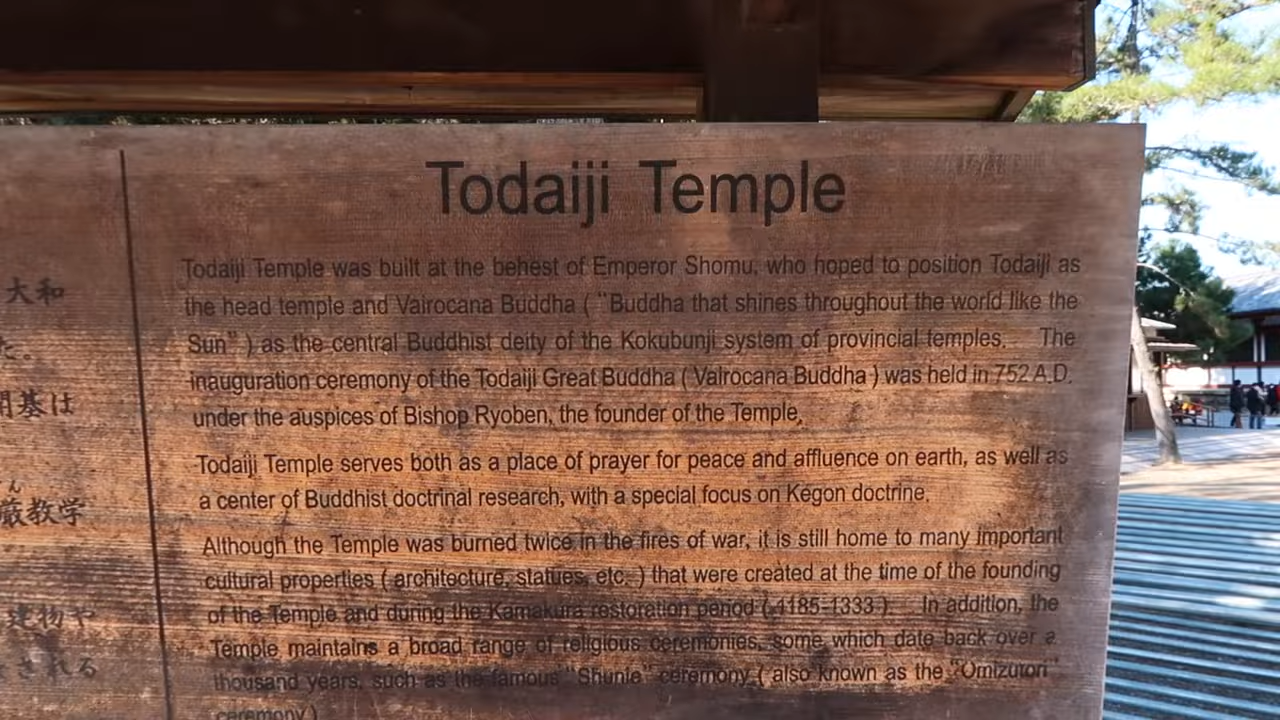 大和
た。
開基は
ん
厳教学
建物や
される
Todaiji Temple
Todaiji Temple was built at the behest of Emperor Shomu, who hoped to position Todaiji as
the head temple and Vairocana Buddha ( "Buddha that shines throughout the world like the
Sun" ) as the central Buddhist deity of the Kokubunji system of provincial temples. The
inauguration ceremony of the Todaiji Great Buddha ( Vairocana Buddha ) was held in 752 A.D.
under the auspices of Bishop Ryoben, the founder of the Temple,
Todaiji Temple serves both as a place of prayer for peace and affluence on earth, as well as
a center of Buddhist doctrinal research, with a special focus on Kegon doctrine.
Although the Temple was burned twice in the fires of war, it is still home to many important
cultural properties ( architecture, statues, etc. ) that were created at the time of the founding
of the Temple and during the Kamakura restoration period ( 1185-1333 ). In addition, the
Temple maintains a broad range of religious ceremonies, some which date back over a
thousand years, such as the famous "Shunie" ceremony ( also known as the "Omizutori"
ceremony )